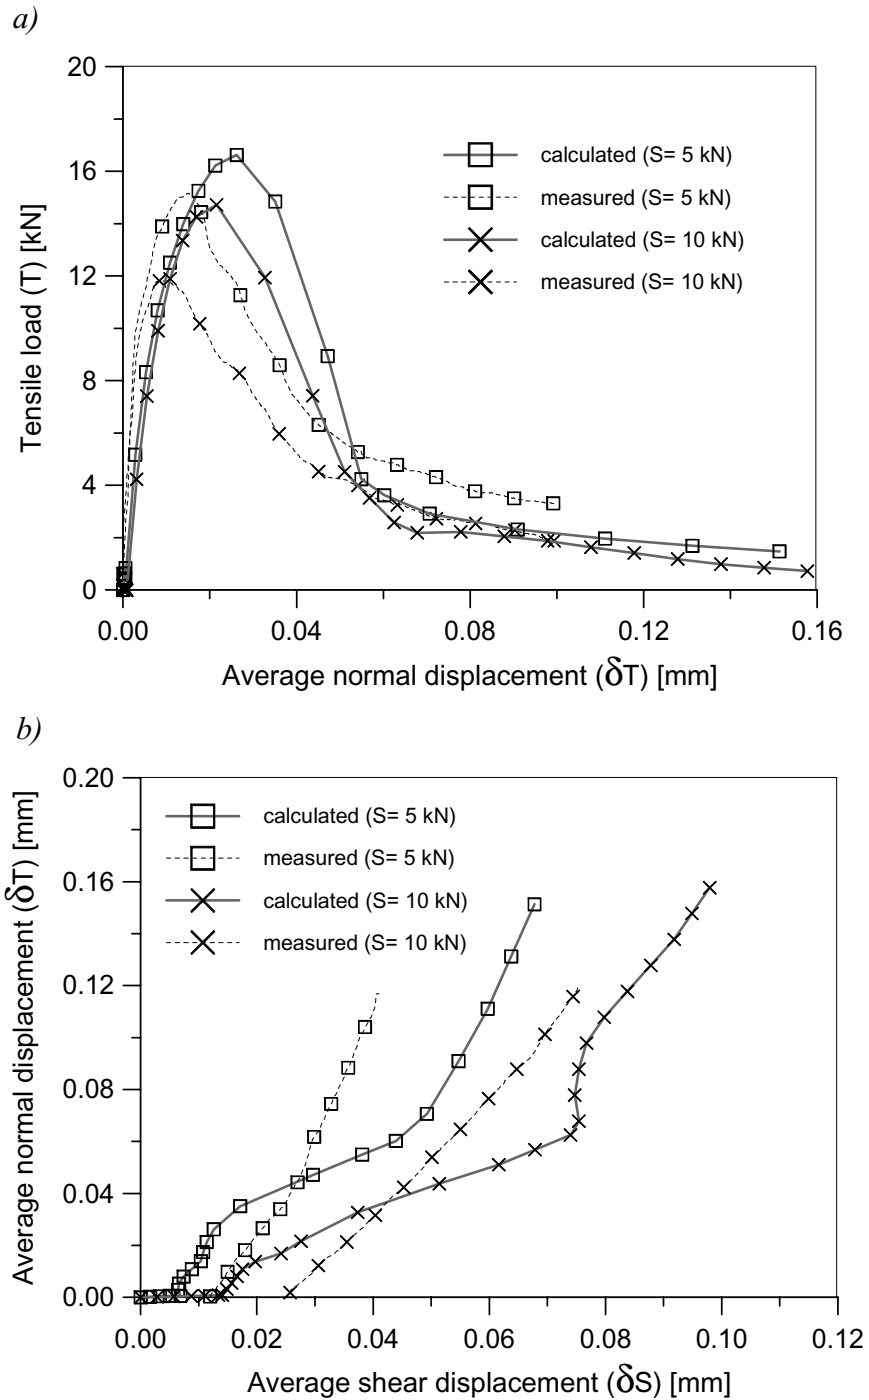 a)
20
16
12
8
4
0
Tensile load (T) [kN]
calculated (S= 5 kN)
measured (S= 5 kN)
calculated (S= 10 kN)
measured (S= 10 kN)
0.00 0.04 0.08 0.12 0.16
Average normal displacement (δT) [mm]
b)
0.20
0.16
0.12
0.08
0.04
0.00
Average normal displacement (δT) [mm]
calculated (S= 5 kN)
measured (S= 5 kN)
calculated (S= 10 kN)
measured (S= 10 kN)
0.00 0.02 0.04 0.06 0.08 0.10 0.12
Average shear displacement (δS) [mm]